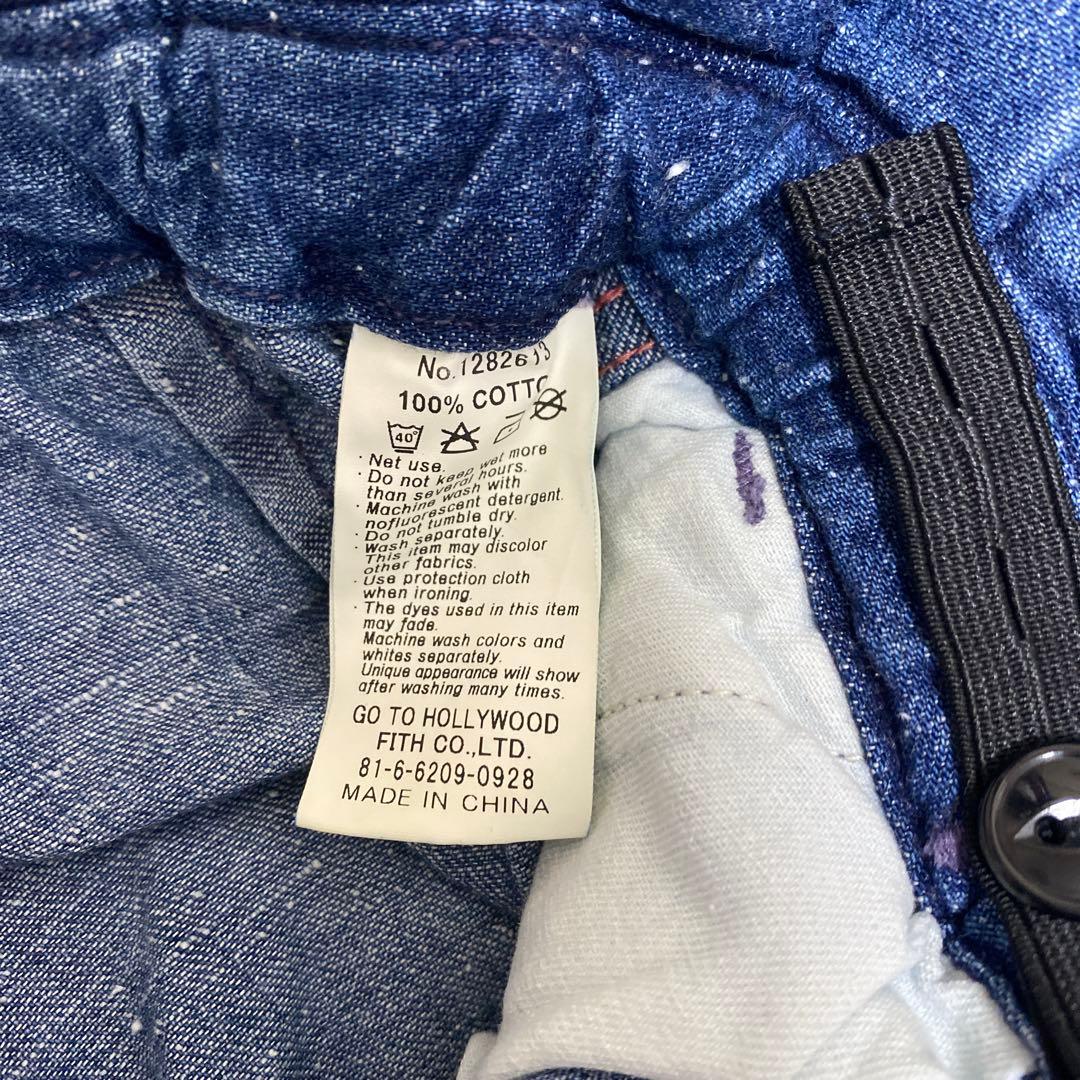 No.1282613
100% COTTO
40°
· Net use.
· Do not keep wet more
than several hours.
· Machine wash with
nofluorescent detergent.
· Do not tumble dry.
· Wash separately.
This item may discolor
other fabrics.
· Use protection cloth
when ironing.
· The dyes used in this item
may fade.
Machine wash colors and
whites separately.
Unique appearance will show
after washing many times.
GO TO HOLLYWOOD
FITH CO.,LTD.
81-6-6209-0928
MADE IN CHINA